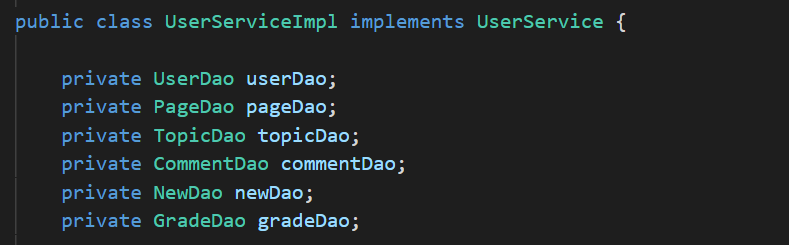 public class UserServiceImpl implements UserService {
private UserDao userDao;
private PageDao pageDao;
private TopicDao topicDao;
private CommentDao commentDao;
private NewDao newDao;
private GradeDao gradeDao;